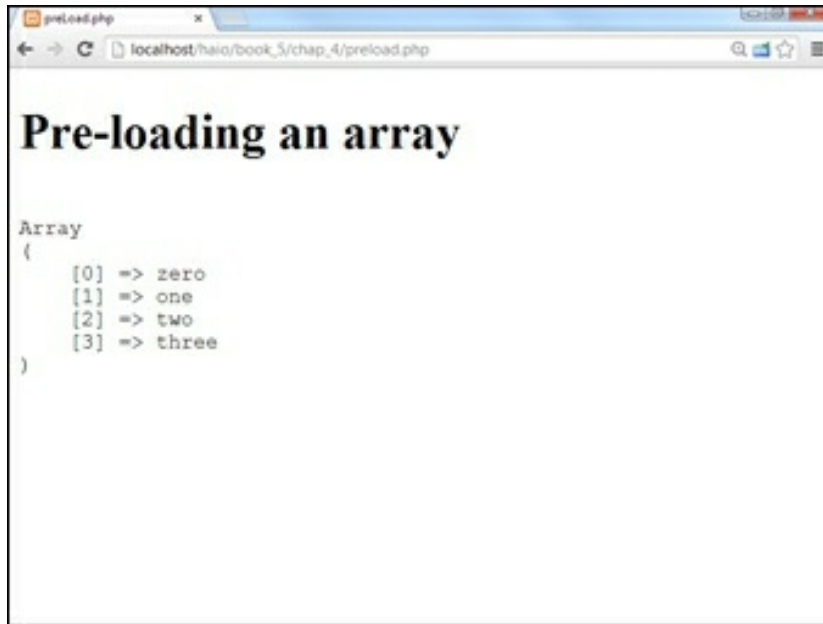 preLoad.php
localhost/haio/book_5/chap_4/preload.php
Pre-loading an array
Array
(
[0] => zero
[1] => one
[2] => two
[3] => three
)